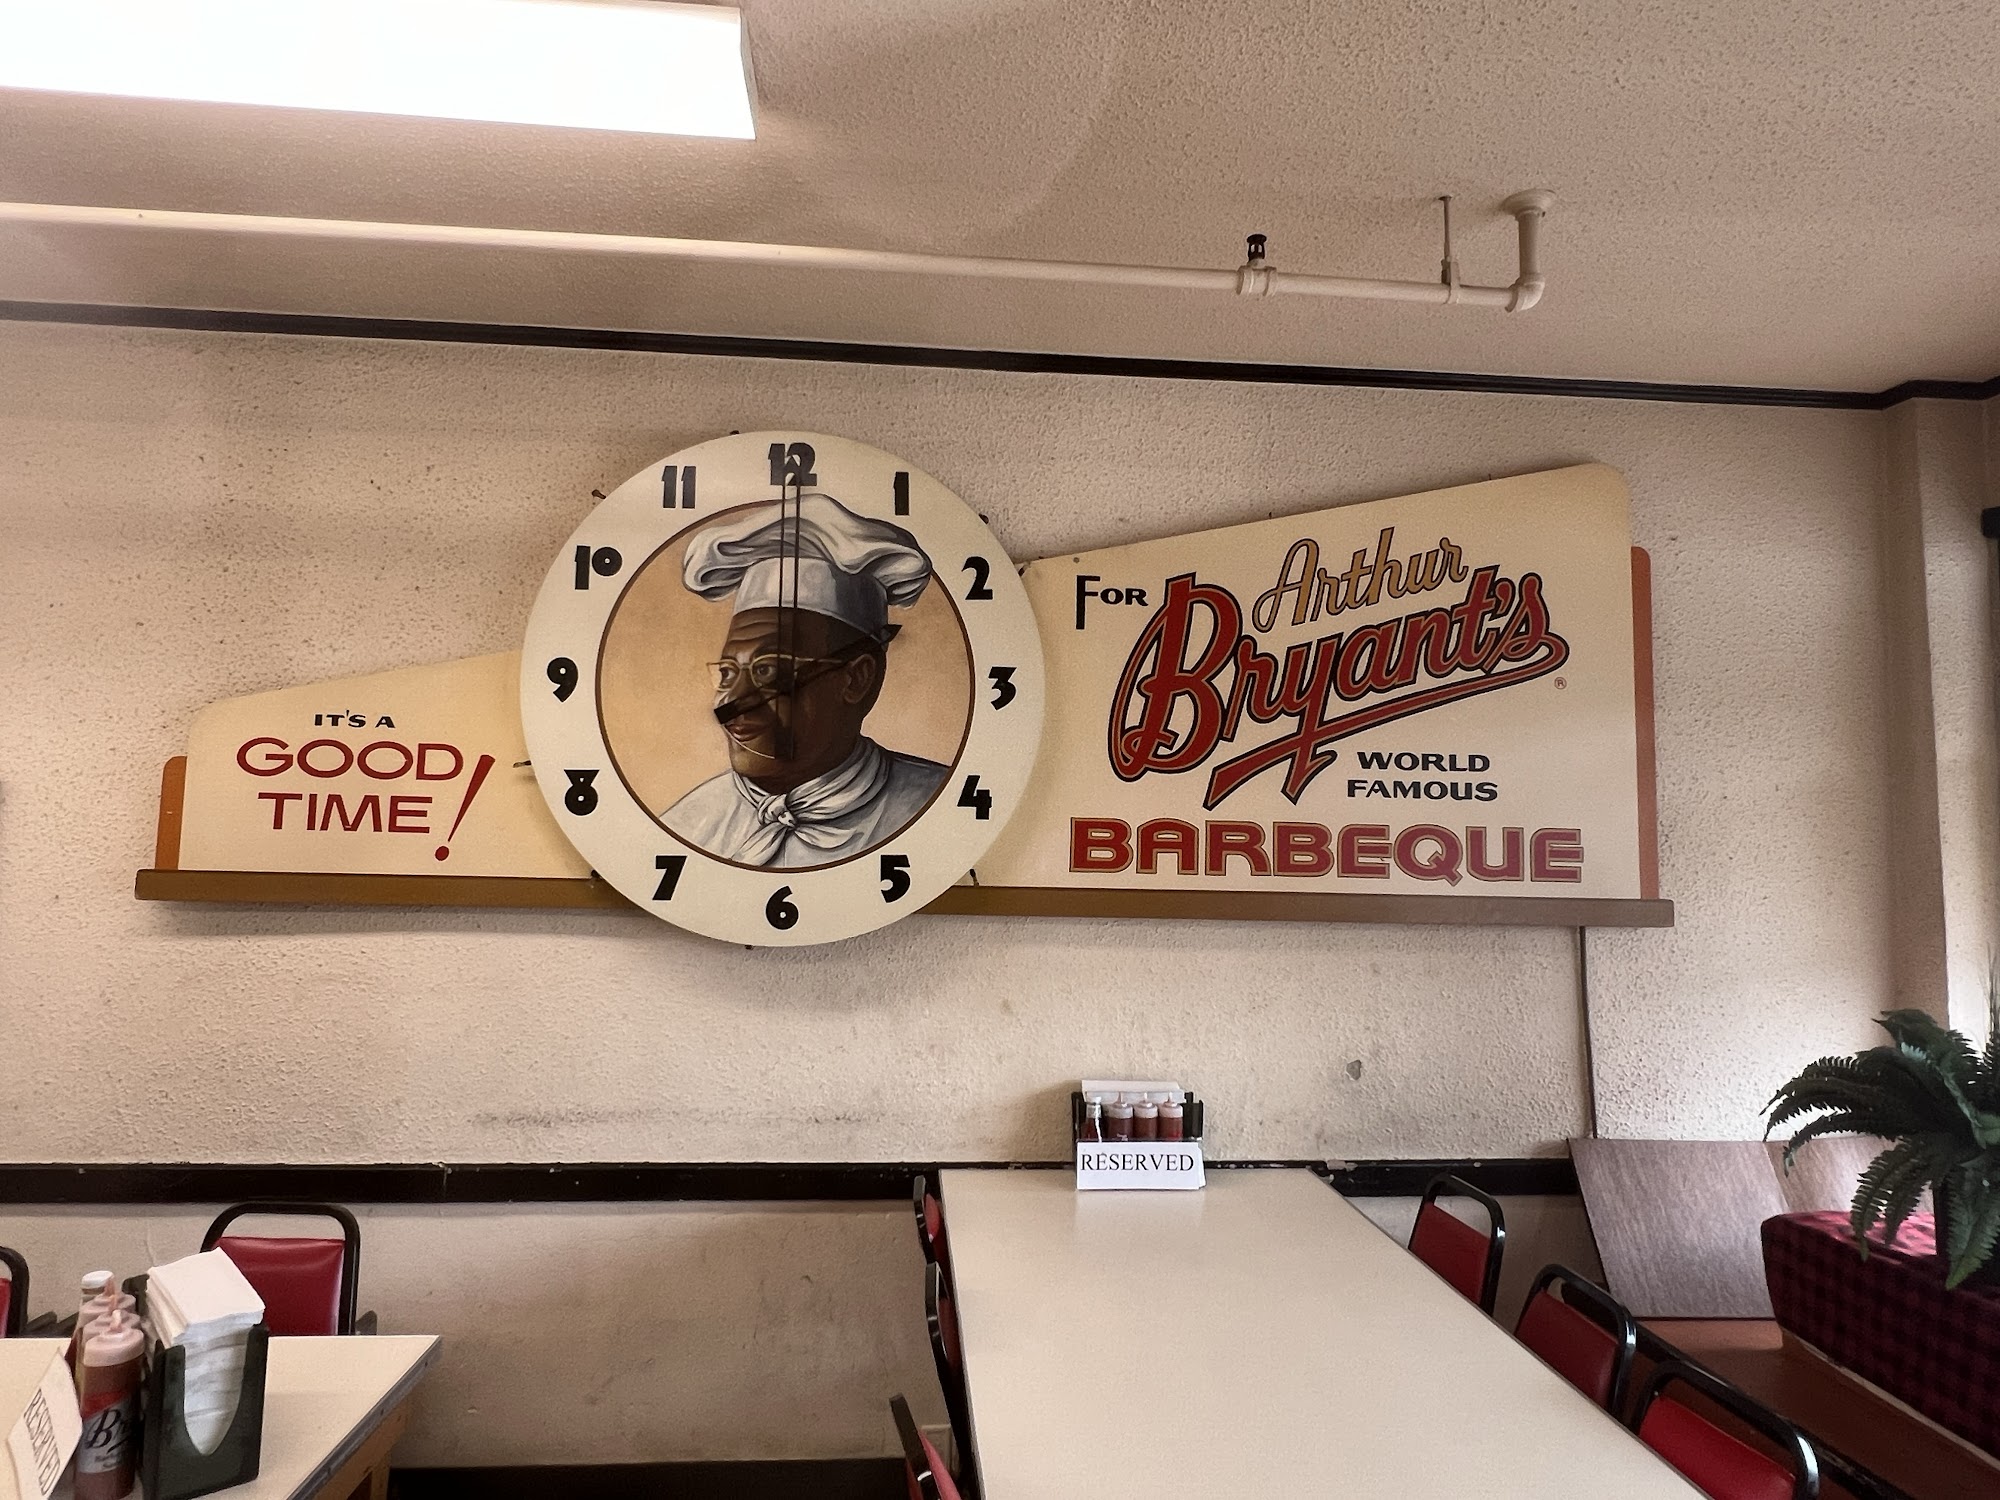 IT'S A
GOOD
TIME!
12
1
2
3
4
5
6
7
8
9
10
11
FOR
Arthur
Bryant's
®
WORLD
FAMOUS
BARBEQUE
RESERVED
RESERVED